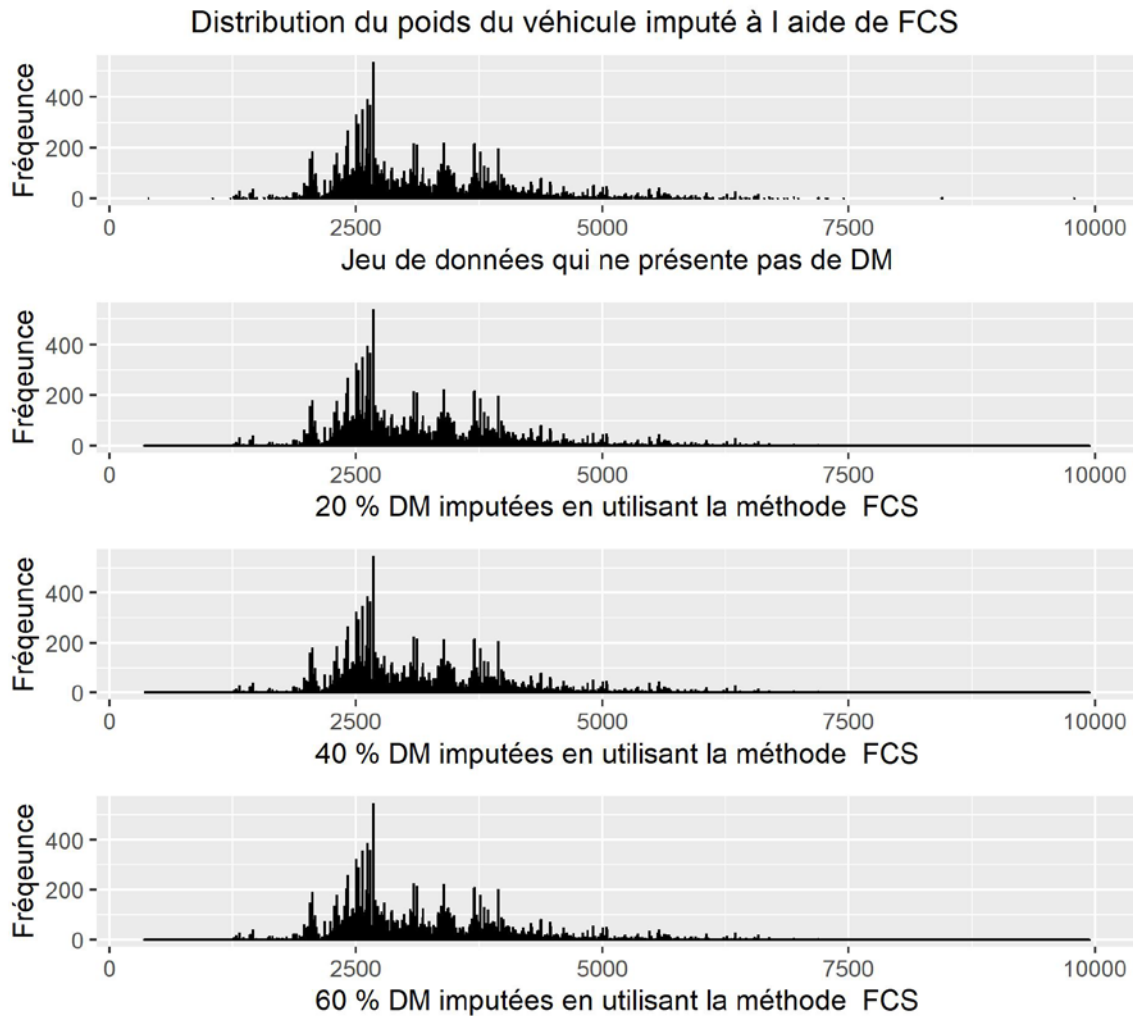 Distribution du poids du véhicule imputé à l aide de FCS
Fréqeunce
400
200
0
0 2500 5000 7500 10000
Jeu de données qui ne présente pas de DM
Fréqeunce
400
200
0
0 2500 5000 7500 10000
20 % DM imputées en utilisant la méthode FCS
Fréqeunce
400
200
0
0 2500 5000 7500 10000
40 % DM imputées en utilisant la méthode FCS
Fréqeunce
400
200
0
0 2500 5000 7500 10000
60 % DM imputées en utilisant la méthode FCS